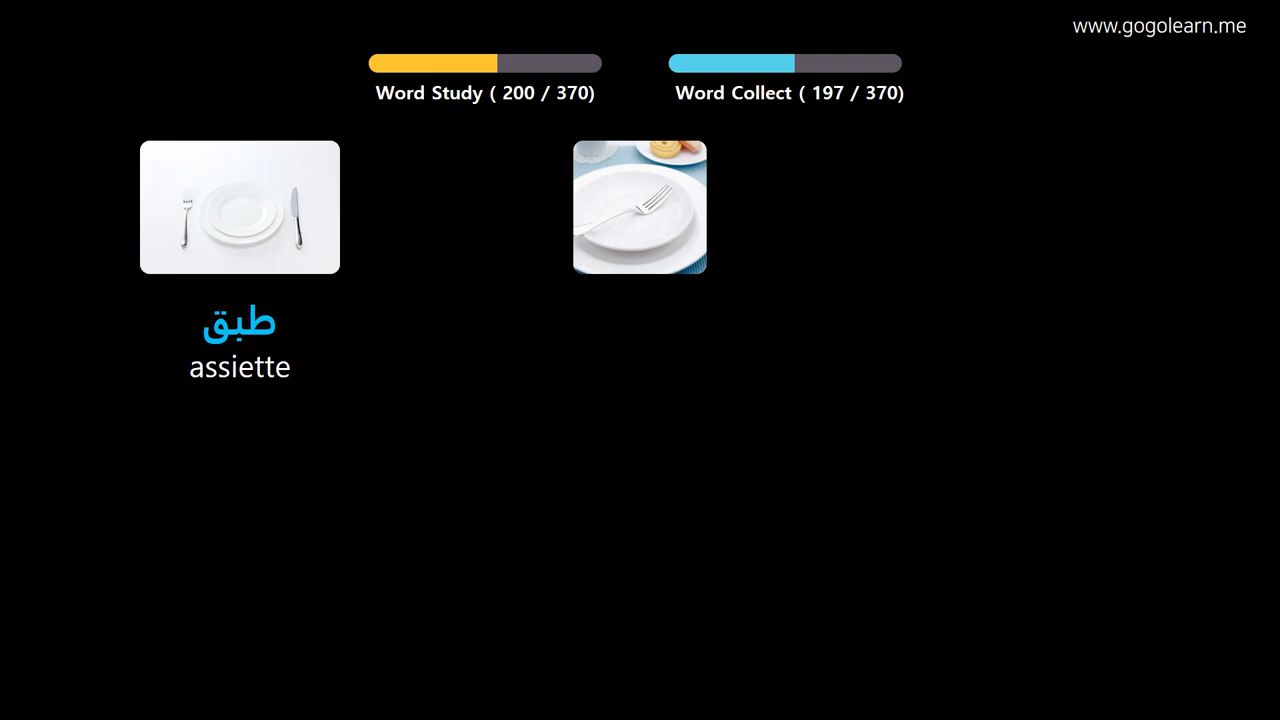 www.gogolearn.me
Word Study ( 200 / 370)
Word Collect ( 197 / 370)
طبق
assiette